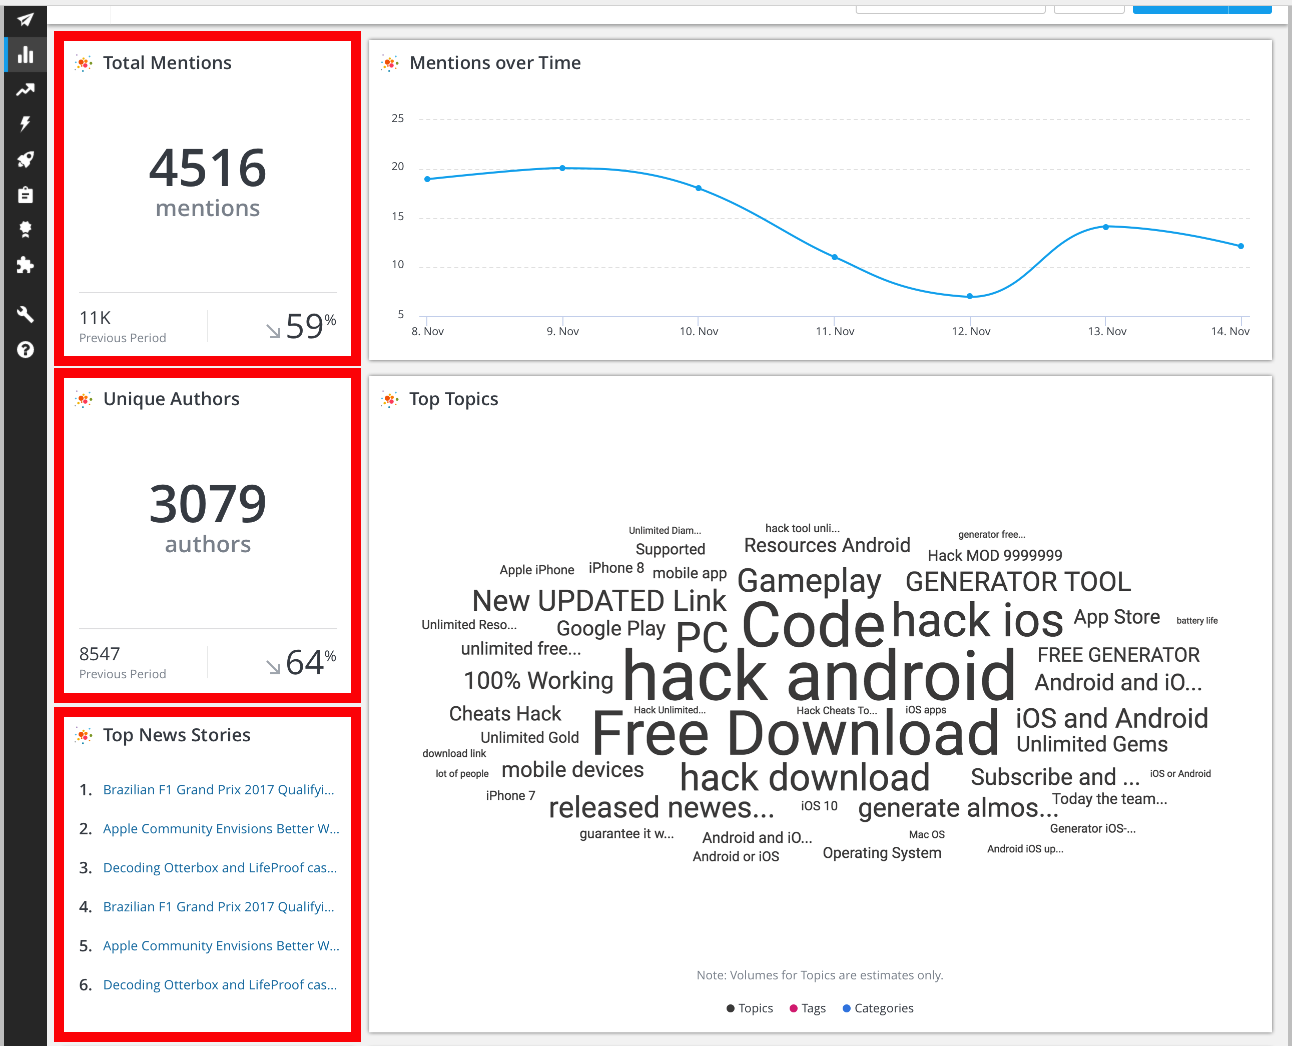 Total Mentions
4516
mentions
11K
Previous Period
59%
Mentions over Time
25
20
15
10
5
8. Nov
9. Nov
10. Nov
11. Nov
12. Nov
13. Nov
14. Nov
Unique Authors
3079
authors
8547
Previous Period
64%
Top News Stories
1. Brazilian F1 Grand Prix 2017 Qualifyi...
2. Apple Community Envisions Better W...
3. Decoding Otterbox and LifeProof cas...
4. Brazilian F1 Grand Prix 2017 Qualifyi...
5. Apple Community Envisions Better W...
6. Decoding Otterbox and LifeProof cas...
Top Topics
Unlimited Diam...
hack tool unli...
generator free...
Supported
Resources Android
Hack MOD 9999999
Apple iPhone
iPhone 8
mobile app
Gameplay
GENERATOR TOOL
New UPDATED Link
Code
hack ios
App Store
battery life
Unlimited Reso...
Google Play
PC
unlimited free...
hack android
FREE GENERATOR
100% Working
Android and iO...
Cheats Hack
Hack Unlimited...
Hack Cheats To...
iOS apps
iOS and Android
Unlimited Gold
Free Download
Unlimited Gems
download link
lot of people
mobile devices
hack download
Subscribe and ...
iOS or Android
iPhone 7
released newes...
iOS 10
generate almos...
Today the team...
guarantee it w...
Android and iO...
Mac OS
Generator iOS-...
Android or iOS
Operating System
Android iOS up...
Note: Volumes for Topics are estimates only.
Topics
Tags
Categories